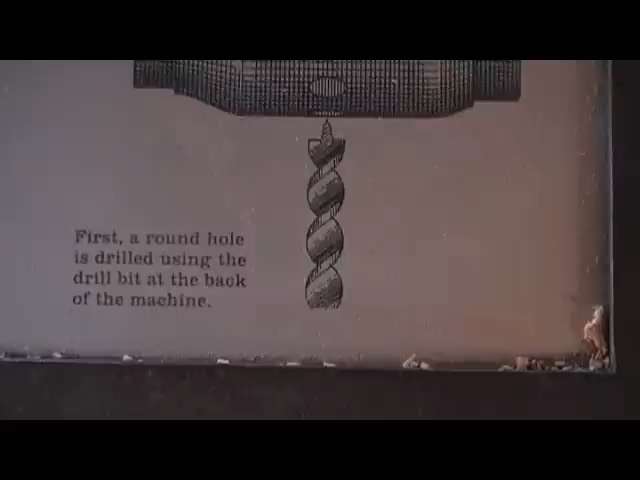 First, a round hole
is drilled using the
drill bit at the back
of the machine.